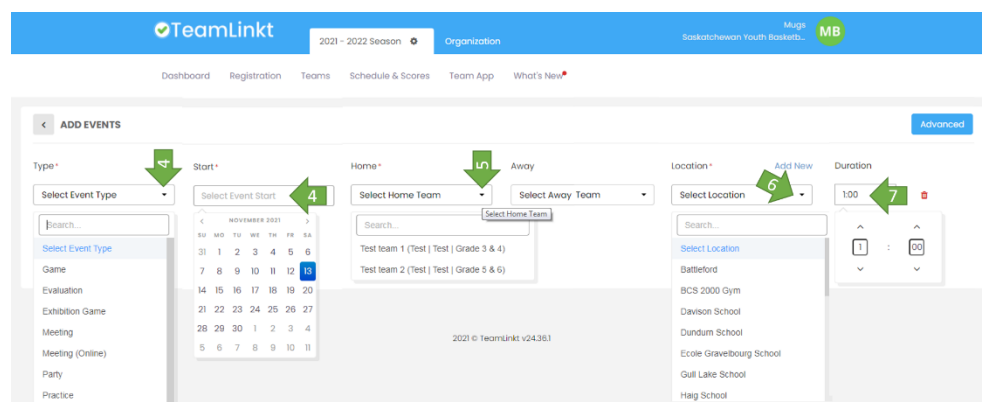 TeamLinkt
2021 - 2022 Season
Organization
Mugs
Saskatchewan Youth Basketb...
MB
Dashboard
Registration
Teams
Schedule & Scores
Team App
What's New
< ADD EVENTS
Advanced
Type*
4
Start*
Home*
5
Away
Location*
Add New
Duration
Select Event Type
Select Event Start
4
Select Home Team
Select Away Team
Select Location
6
1:00
7
Select Home Team
Search...
Select Event Type
Game
Evaluation
Exhibition Game
Meeting
Meeting (Online)
Party
Practice
< NOVEMBER 2021 >
SU MO TU WE TH FR SA
31 1 2 3 4 5 6
7 8 9 10 11 12 13
14 15 16 17 18 19 20
21 22 23 24 25 26 27
28 29 30 1 2 3 4
5 6 7 8 9 10 11
Search...
Test team 1 (Test | Test | Grade 3 & 4)
Test team 2 (Test | Test | Grade 5 & 6)
Search...
Select Location
Battleford
BCS 2000 Gym
Davison School
Dundurn School
Ecole Gravelbourg School
Gull Lake School
Haig School
1 : 00
2021 © TeamLinkt v24.36.1